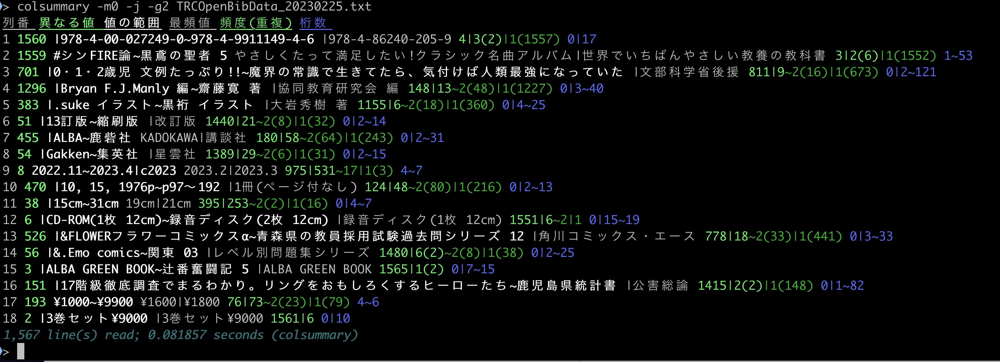 > colsummary -m0 -j -g2 TRCOpenBibData_20230225.txt
列番 異なる値 値の範囲 最頻値 頻度(重複) 桁数
1 1560 |978-4-00-027249-0~978-4-9911149-4-6 |978-4-86240-205-9 4|3(2)|1(1557) 0|17
2 1559 #シンFIRE論~黒鳶の聖者 5 やさしくたって満足したい!クラシック名曲アルバム|世界でいちばんやさしい教養の教科書 3|2(6)|1(1552) 1~53
3 701 |0・1・2歳児 文例たっぷり!!~魔界の常識で生きてたら、気付けば人類最強になっていた |文部科学省後援 811|9~2(16)|1(673) 0|2~121
4 1296 |Bryan F.J.Manly 編~齋藤寛 著 |協同教育研究会 編 148|13~2(48)|1(1227) 0|3~40
5 383 |.suke イラスト~黒裄 イラスト |大岩秀樹 著 1155|6~2(18)|1(360) 0|4~25
6 51 |13訂版~縮刷版 |改訂版 1440|21~2(8)|1(32) 0|2~14
7 455 |ALBA~鹿砦社 KADOKAWA|講談社 180|58~2(64)|1(243) 0|2~31
8 54 |Gakken~集英社 |星雲社 1389|29~2(6)|1(31) 0|2~15
9 8 2022.11~2023.4|c2023 2023.2|2023.3 975|531~17|1(3) 4~7
10 470 |10, 15, 1976p~p97〜192 |1冊(ページ付なし) 124|48~2(80)|1(216) 0|2~13
11 38 |15cm~31cm 19cm|21cm 395|253~2(2)|1(16) 0|4~7
12 6 |CD-ROM(1枚 12cm)~録音ディスク(2枚 12cm) |録音ディスク(1枚 12cm) 1551|6~2|1 0|15~19
13 526 |&FLOWERフラワーコミックスα~青森県の教員採用試験過去問シリーズ 12 |角川コミックス・エース 778|18~2(33)|1(441) 0|3~33
14 56 |&.Emo comics~関東 03 |レベル別問題集シリーズ 1480|6(2)~2(8)|1(38) 0|2~25
15 3 |ALBA GREEN BOOK~辻番奮闘記 5 |ALBA GREEN BOOK 1565|1(2) 0|7~15
16 151 |17階級徹底調査でまるわかり。リングをおもしろくするヒーローたち~鹿児島県統計書 |公害総論 1415|2(2)|1(148) 0|1~82
17 193 ¥1000~¥9900 ¥1600|¥1800 76|73~2(23)|1(79) 4~6
18 2 |3巻セット¥9000 |3巻セット¥9000 1561|6 0|10
1,567 line(s) read; 0.081857 seconds (colsummary)
>